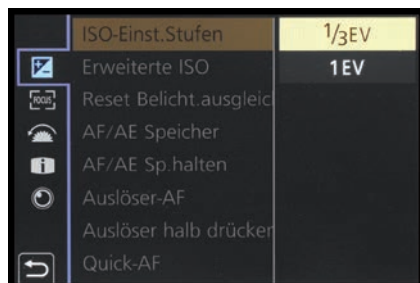 ISO-Einst.Stufen
1/3EV
Erweiterte ISO
1EV
Reset Belicht.ausgleic
FOCUS
AF/AE Speicher
AF/AE Sp.halten
Auslöser-AF
Auslöser halb drücker
Quick-AF